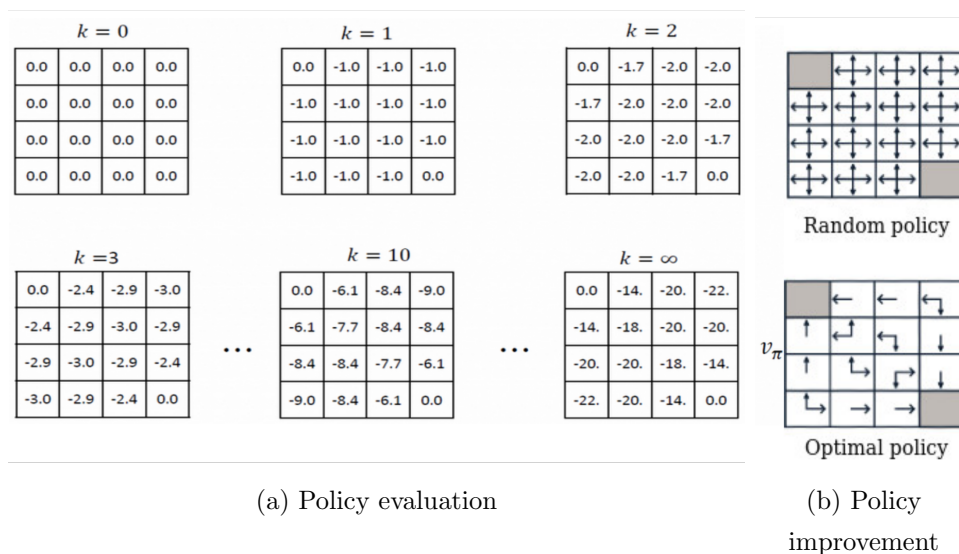 k = 0
0.0 0.0 0.0 0.0
0.0 0.0 0.0 0.0
0.0 0.0 0.0 0.0
0.0 0.0 0.0 0.0
k = 1
0.0 -1.0 -1.0 -1.0
-1.0 -1.0 -1.0 -1.0
-1.0 -1.0 -1.0 -1.0
-1.0 -1.0 -1.0 0.0
k = 2
0.0 -1.7 -2.0 -2.0
-1.7 -2.0 -2.0 -2.0
-2.0 -2.0 -2.0 -1.7
-2.0 -2.0 -1.7 0.0
k =3
0.0 -2.4 -2.9 -3.0
-2.4 -2.9 -3.0 -2.9
-2.9 -3.0 -2.9 -2.4
-3.0 -2.9 -2.4 0.0
...
k = 10
0.0 -6.1 -8.4 -9.0
-6.1 -7.7 -8.4 -8.4
-8.4 -8.4 -7.7 -6.1
-9.0 -8.4 -6.1 0.0
...
k = ∞
0.0 -14. -20. -22.
-14. -18. -20. -20.
-20. -20. -18. -14.
-22. -20. -14. 0.0
(a) Policy evaluation
Random policy
vπ
Optimal policy
(b) Policy
improvement